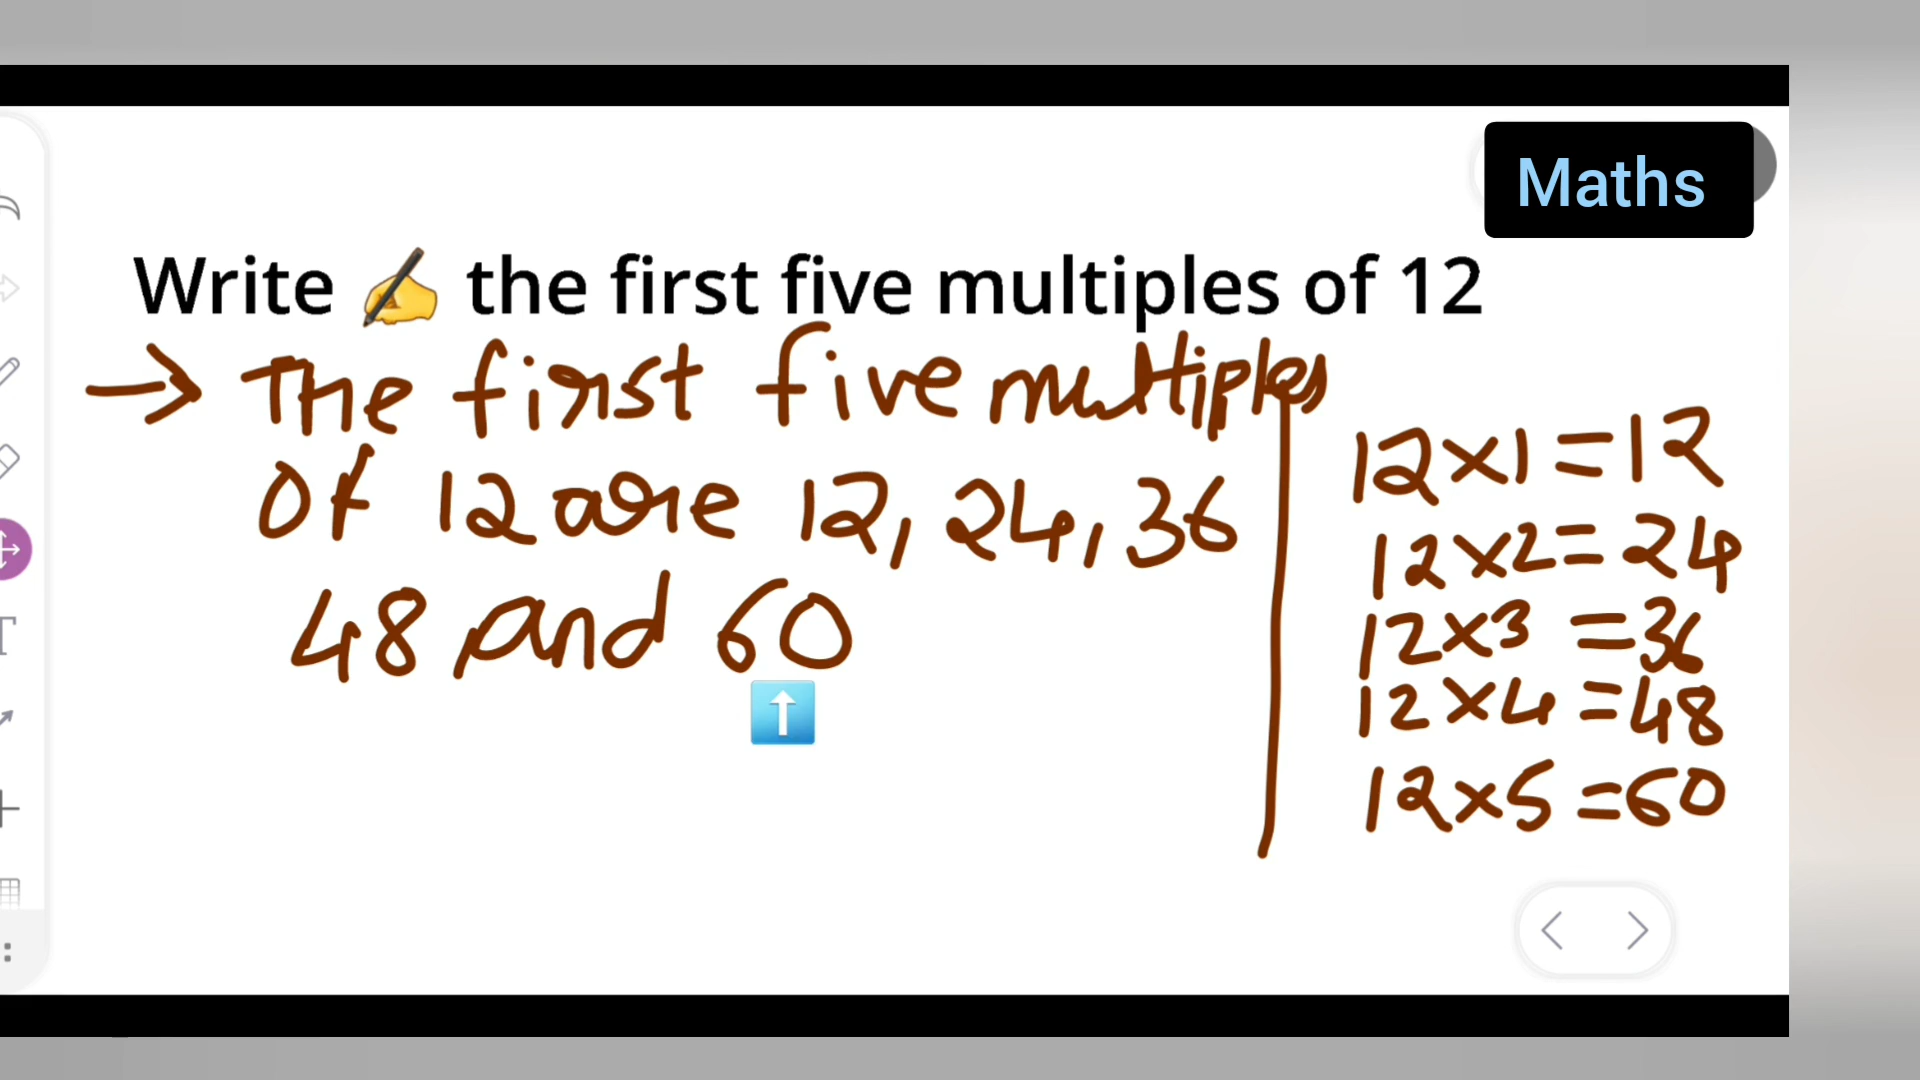 Maths
Write ✍ the first five multiples of 12
→ The first five multiples
of 12 are 12, 24, 36
48 and 60
12×1=12
12×2=24
12×3=36
12×4=48
12×5=60